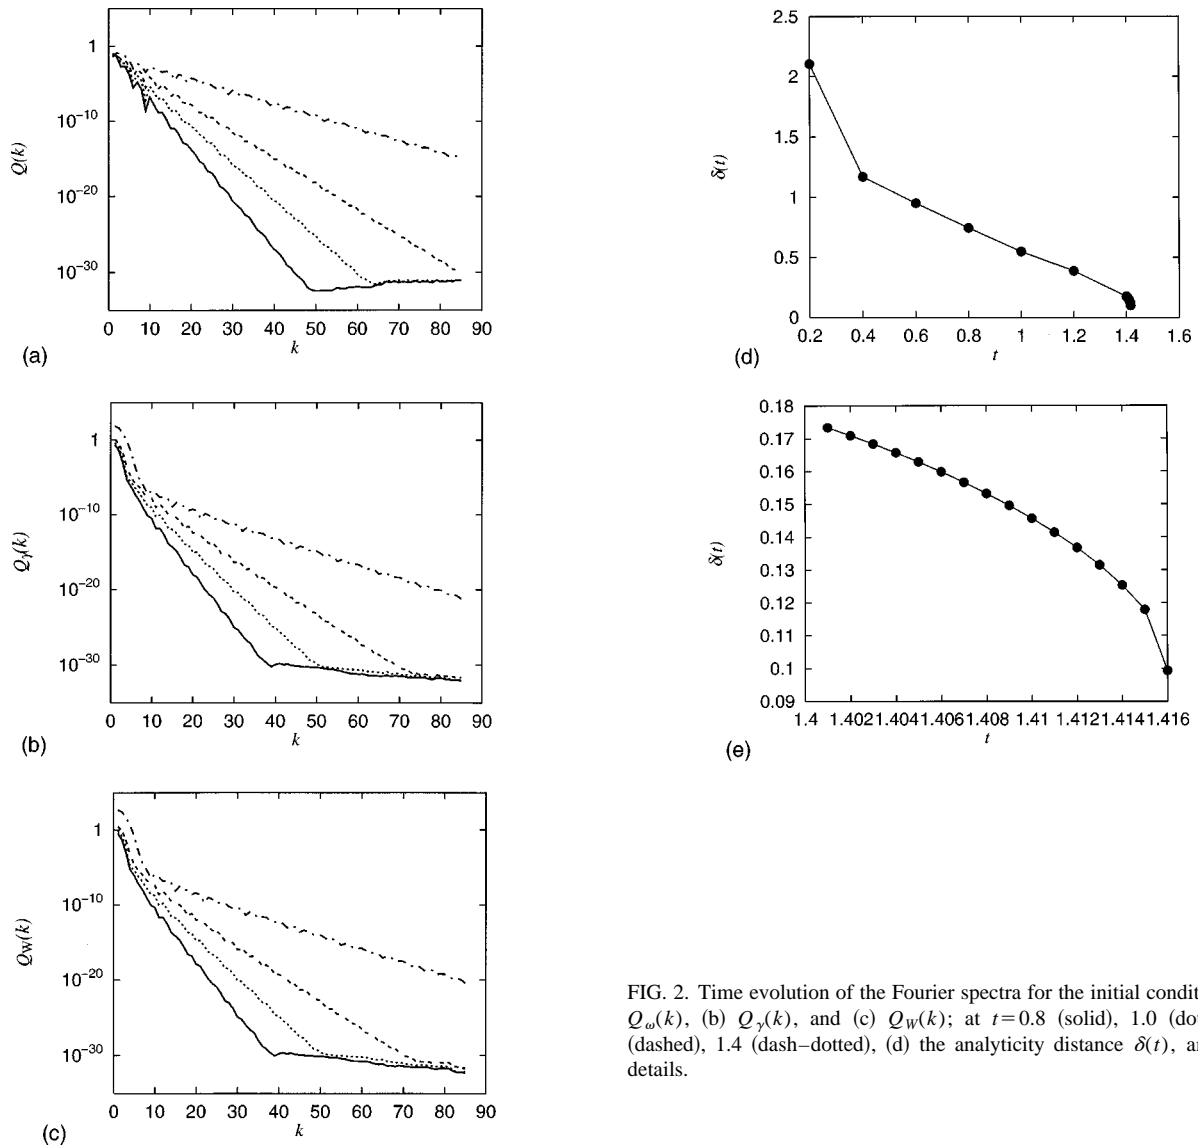 1
10^{-10}
10^{-20}
10^{-30}
Q(k)
0 10 20 30 40 50 60 70 80 90
k
(a)
1
10^{-10}
10^{-20}
10^{-30}
Q_γ(k)
0 10 20 30 40 50 60 70 80 90
k
(b)
1
10^{-10}
10^{-20}
10^{-30}
Q_W(k)
0 10 20 30 40 50 60 70 80 90
k
(c)
2.5
2
1.5
1
0.5
0
δ(t)
0.2 0.4 0.6 0.8 1 1.2 1.4 1.6
t
(d)
0.18
0.17
0.16
0.15
0.14
0.13
0.12
0.11
0.1
0.09
δ(t)
1.4 1.402 1.404 1.406 1.408 1.41 1.412 1.414 1.416
t
(e)
FIG. 2. Time evolution of the Fourier spectra for the initial condit
Q_ω(k), (b) Q_γ(k), and (c) Q_W(k); at t=0.8 (solid), 1.0 (dot
(dashed), 1.4 (dash–dotted), (d) the analyticity distance δ(t), a
details.